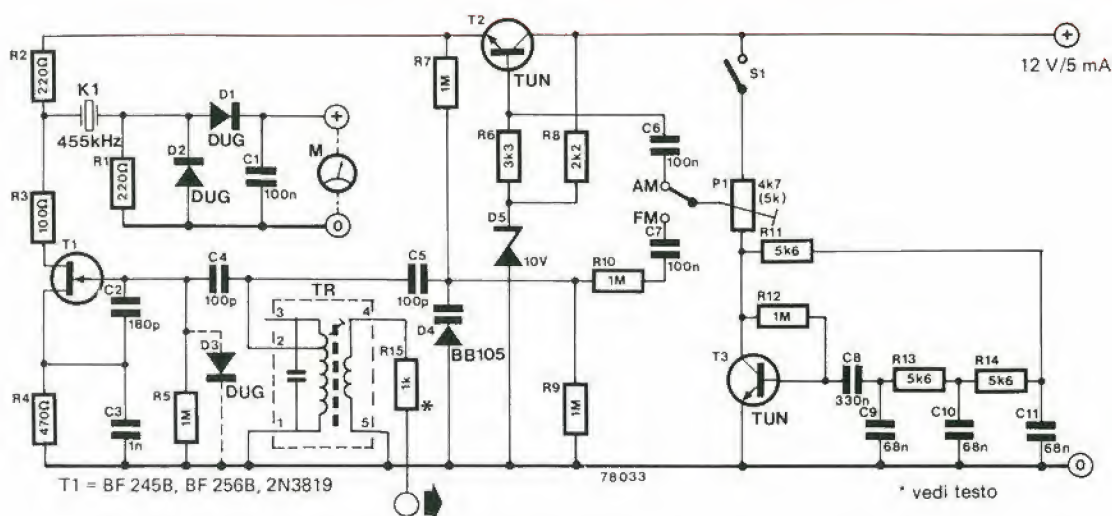 T2
TUN
R2
220Ω
K1
455kHz
R1
220Ω
D1
DUG
D2
DUG
C1
100n
+
M
0
R7
1M
R6
3k3
R8
2k2
C6
100n
AM
FM
C7
100n
S1
+
12 V/5 mA
P1
4k7
(5k)
R11
5k6
R3
100Ω
T1
C2
180p
C4
100p
C5
100p
D5
10V
R10
1M
R12
1M
TR
3
4
2
1
5
R15
1k
*
D4
BB105
D3
DUG
R5
1M
R4
470Ω
C3
1n
R9
1M
T3
TUN
C8
330n
R13
5k6
R14
5k6
C9
68n
C10
68n
C11
68n
0
T1 = BF 245B, BF 256B, 2N3819
78033
* vedi testo